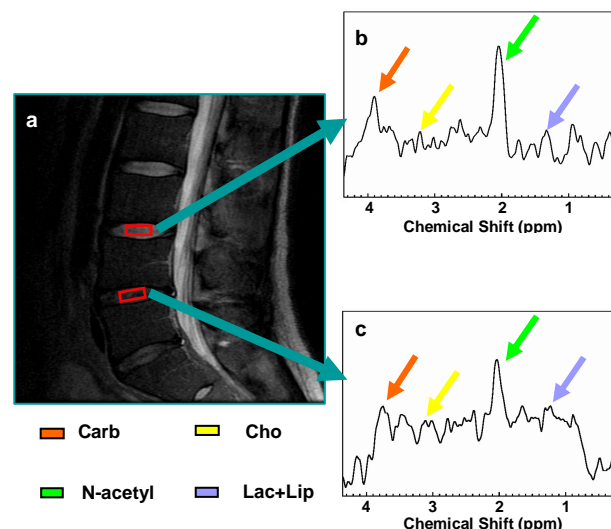 a
b
4 3 2 1
Chemical Shift (ppm)
c
4 3 2 1
Chemical Shift (ppm)
Carb
Cho
N-acetyl
Lac+Lip